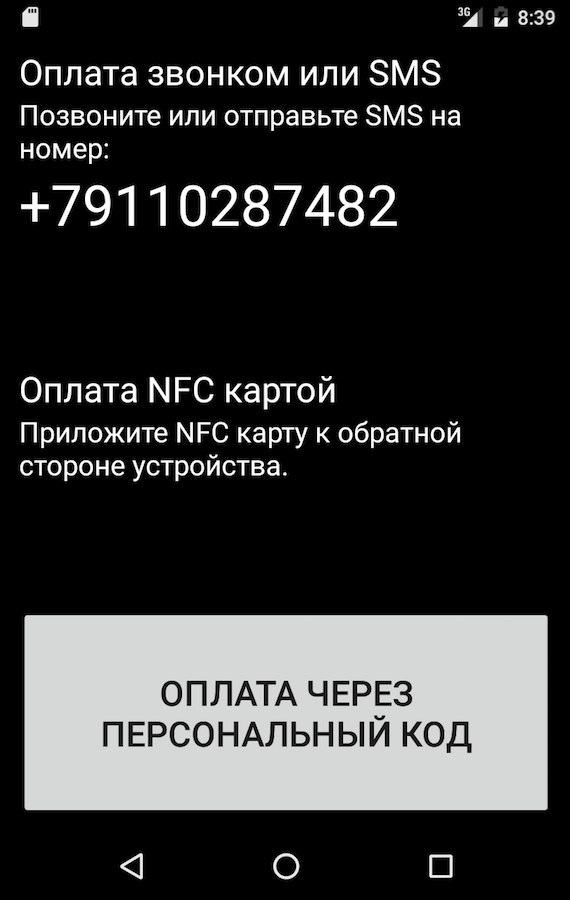 3G 8:39
Оплата звонком или SMS
Позвоните или отправьте SMS на
номер:
+79110287482
Оплата NFC картой
Приложите NFC карту к обратной
стороне устройства.
ОПЛАТА ЧЕРЕЗ
ПЕРСОНАЛЬНЫЙ КОД